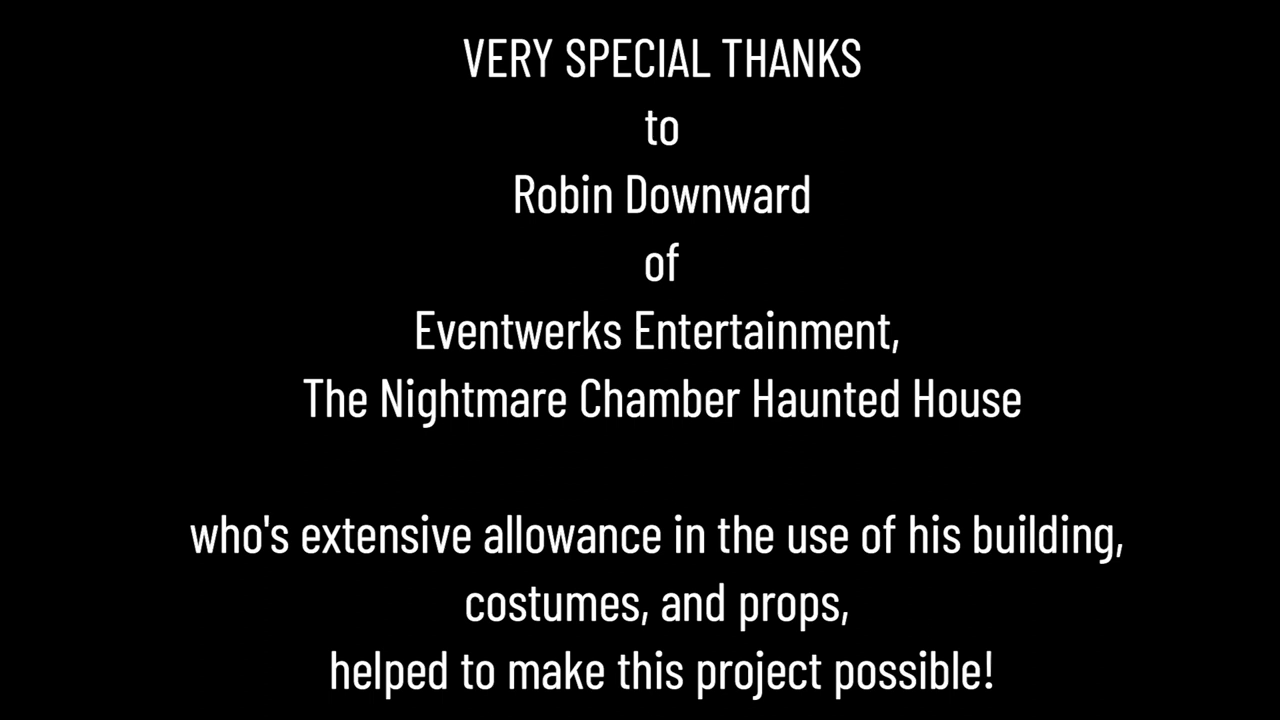 VERY SPECIAL THANKS
to
Robin Downward
of
Eventwerks Entertainment,
The Nightmare Chamber Haunted House
who's extensive allowance in the use of his building,
costumes, and props,
helped to make this project possible!